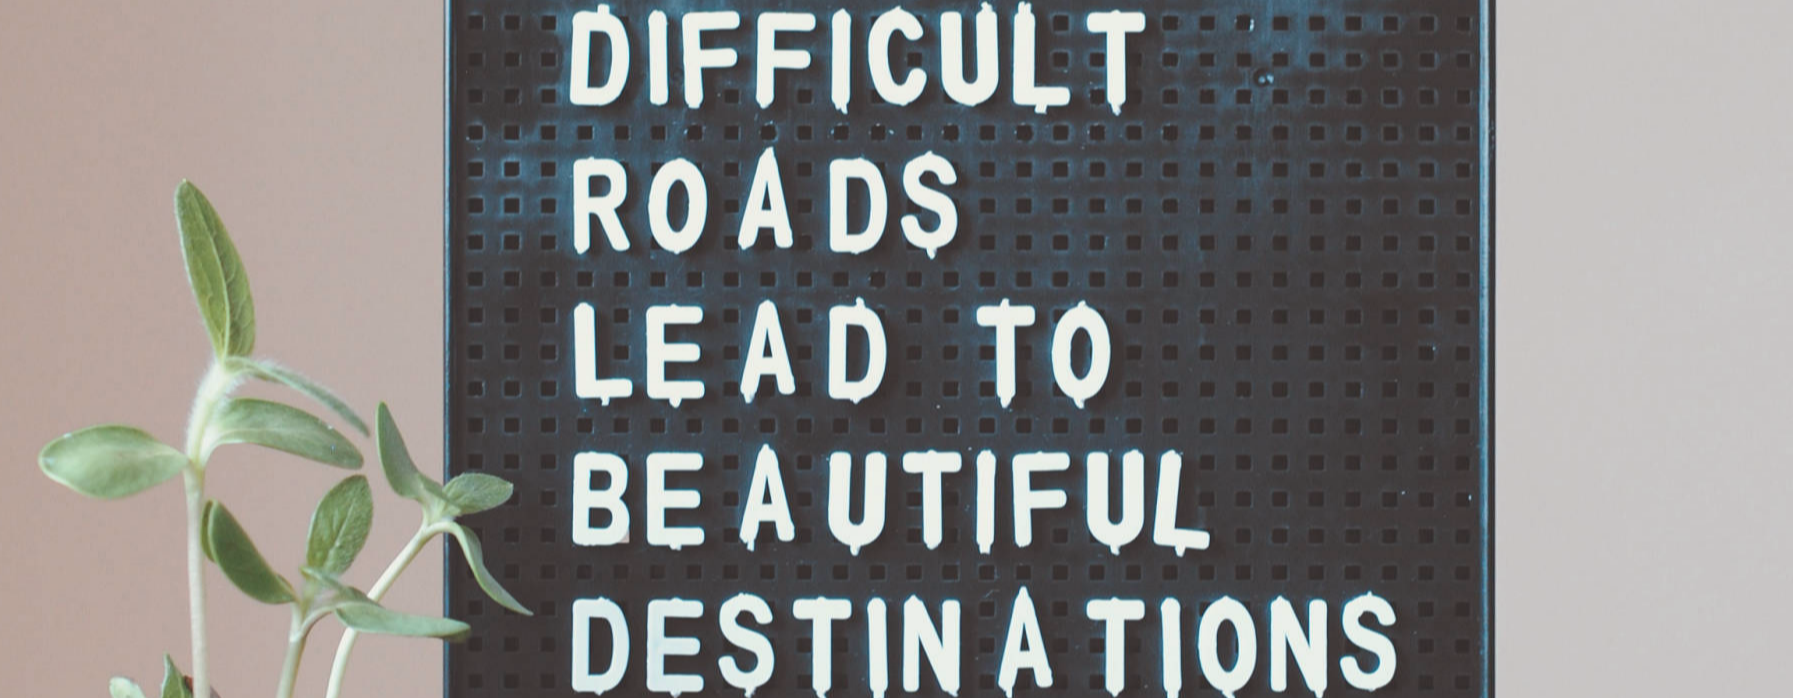 DIFFICULT
ROADS
LEAD TO
BEAUTIFUL
DESTINATIONS